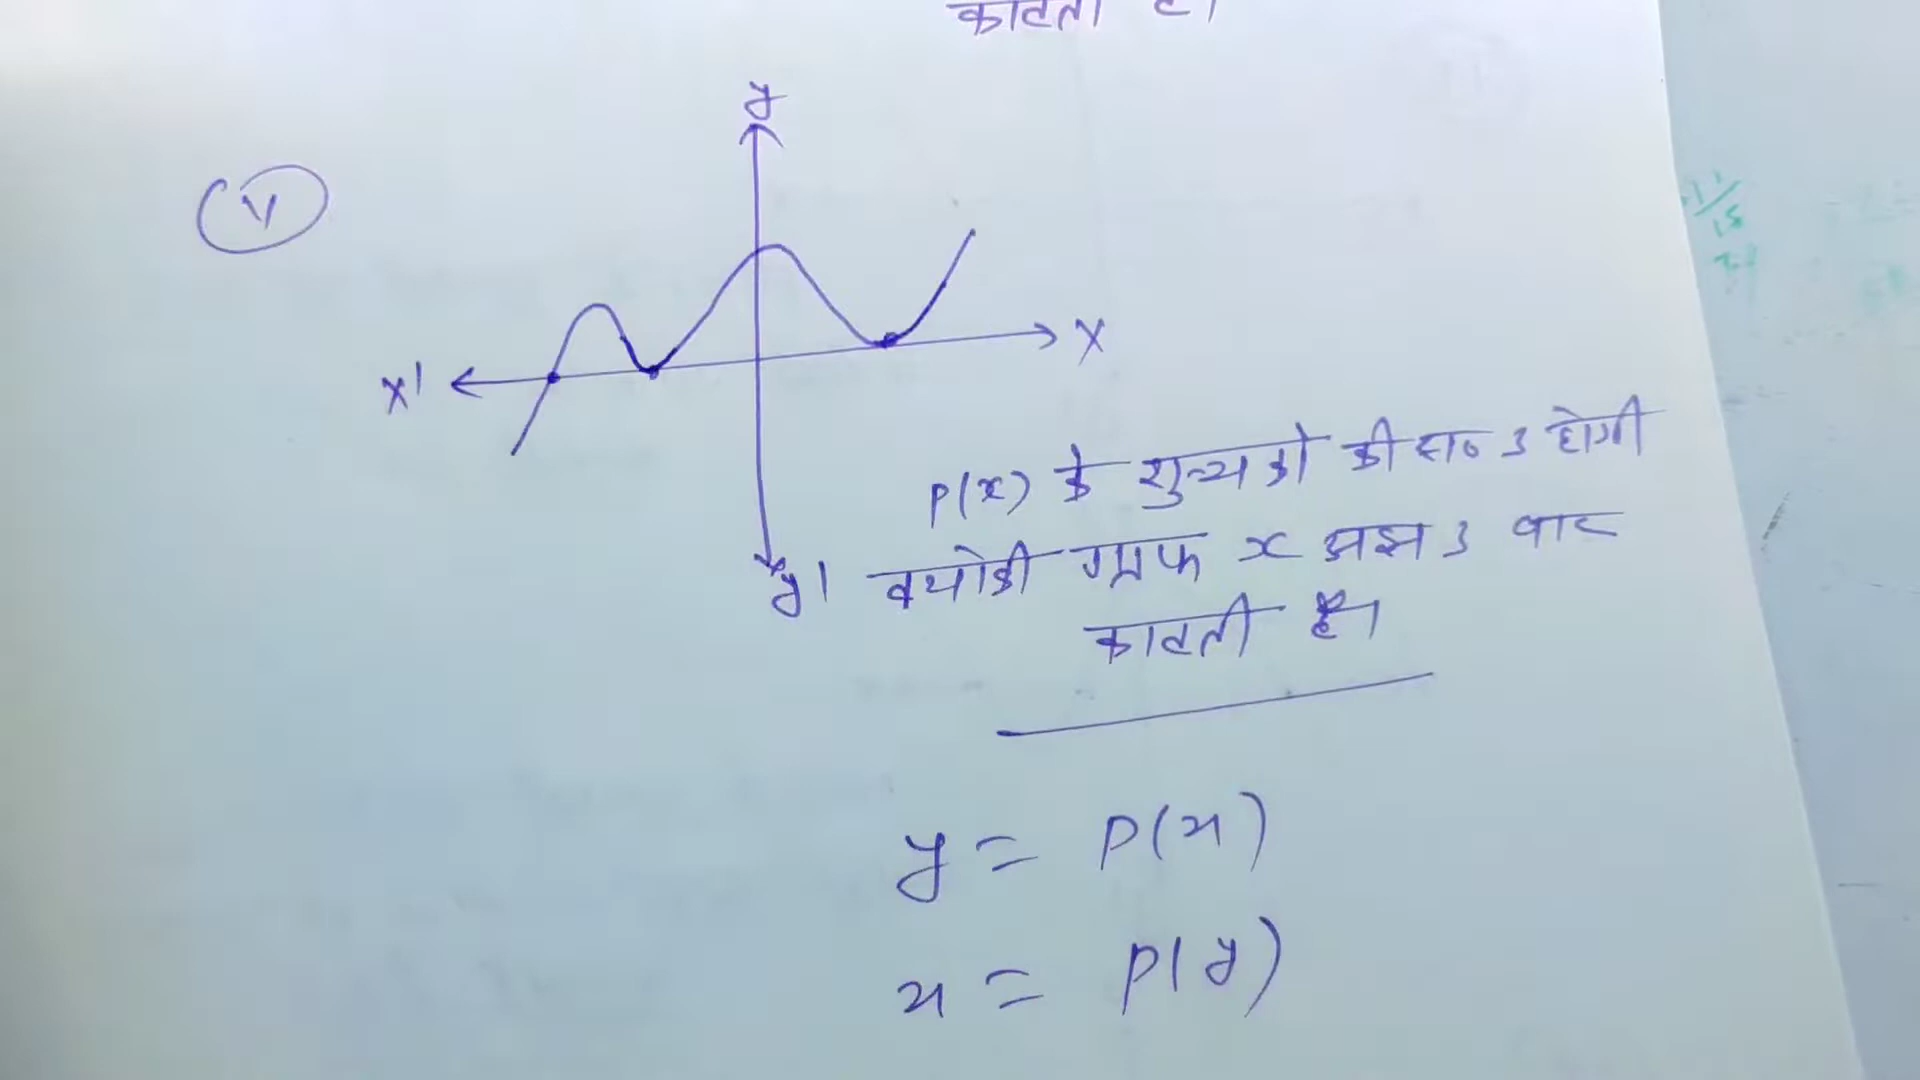 काटती है।
y
V
X
X'
P(x) के शुन्यको की सं० 3 होगी
y' क्योकी ग्राफ x अक्ष 3 बार
काटती है।
y = P(x)
x = P(y)